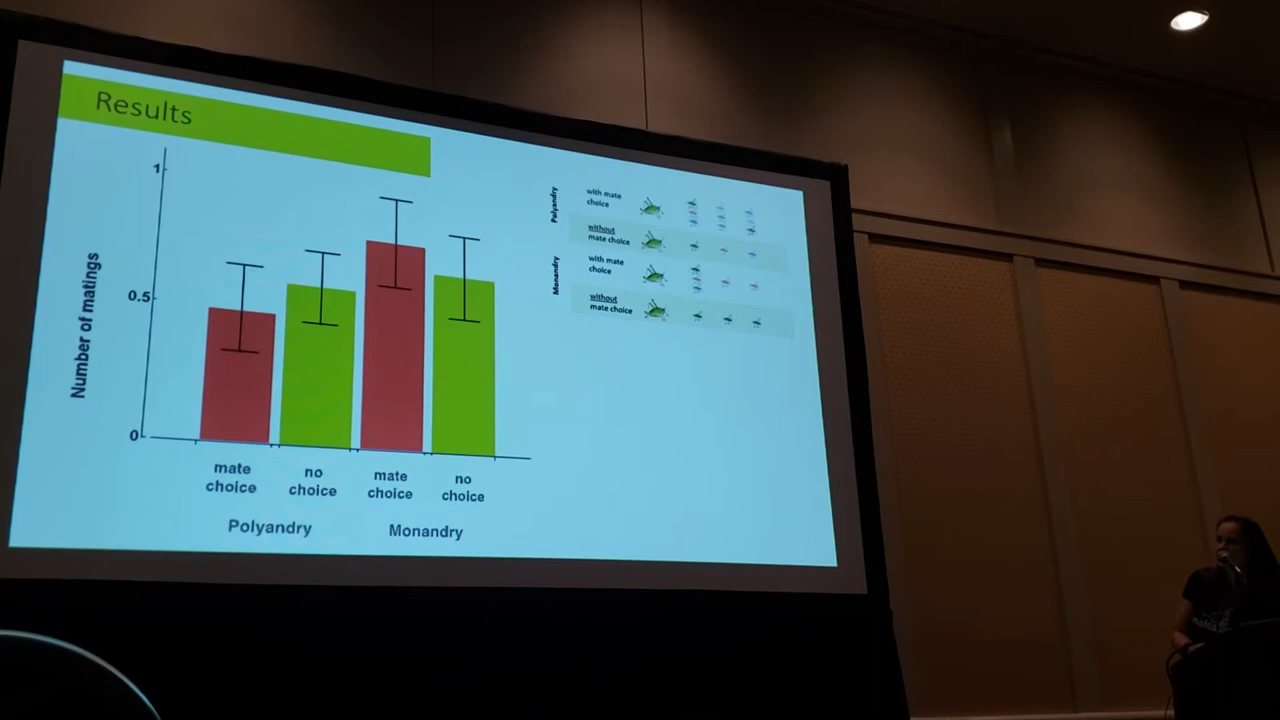 Results
1
0.5
0
Number of matings
mate
choice
no
choice
mate
choice
no
choice
Polyandry
Monandry
Polyandry
with mate
choice
without
mate choice
Monandry
with mate
choice
without
mate choice